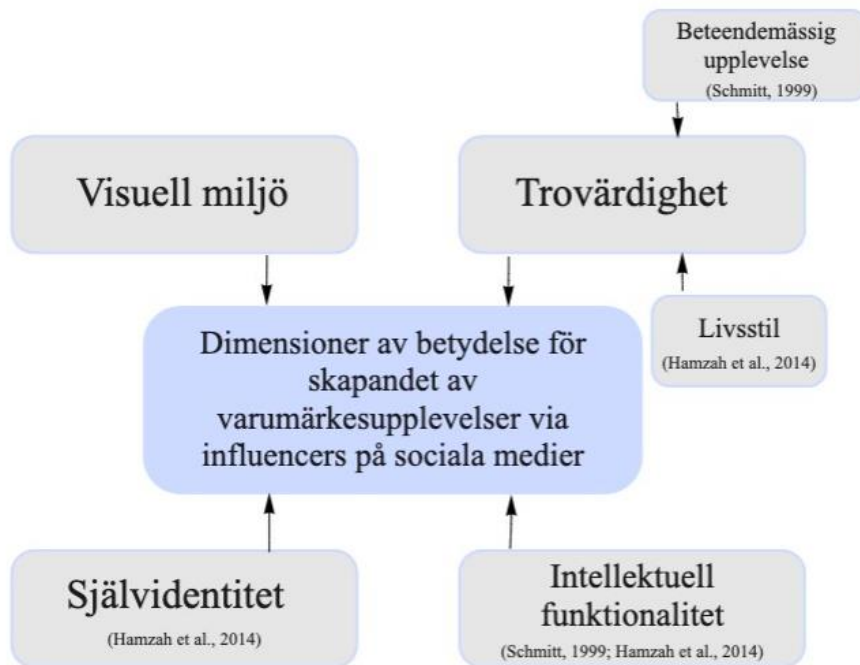 Beteendemässig
upplevelse
(Schmitt, 1999)
Visuell miljö
Trovärdighet
Dimensioner av betydelse för
skapandet av
varumärkesupplevelser via
influencers på sociala medier
Livsstil
(Hamzah et al., 2014)
Självidentitet
(Hamzah et al., 2014)
Intellektuell
funktionalitet
(Schmitt, 1999; Hamzah et al., 2014)